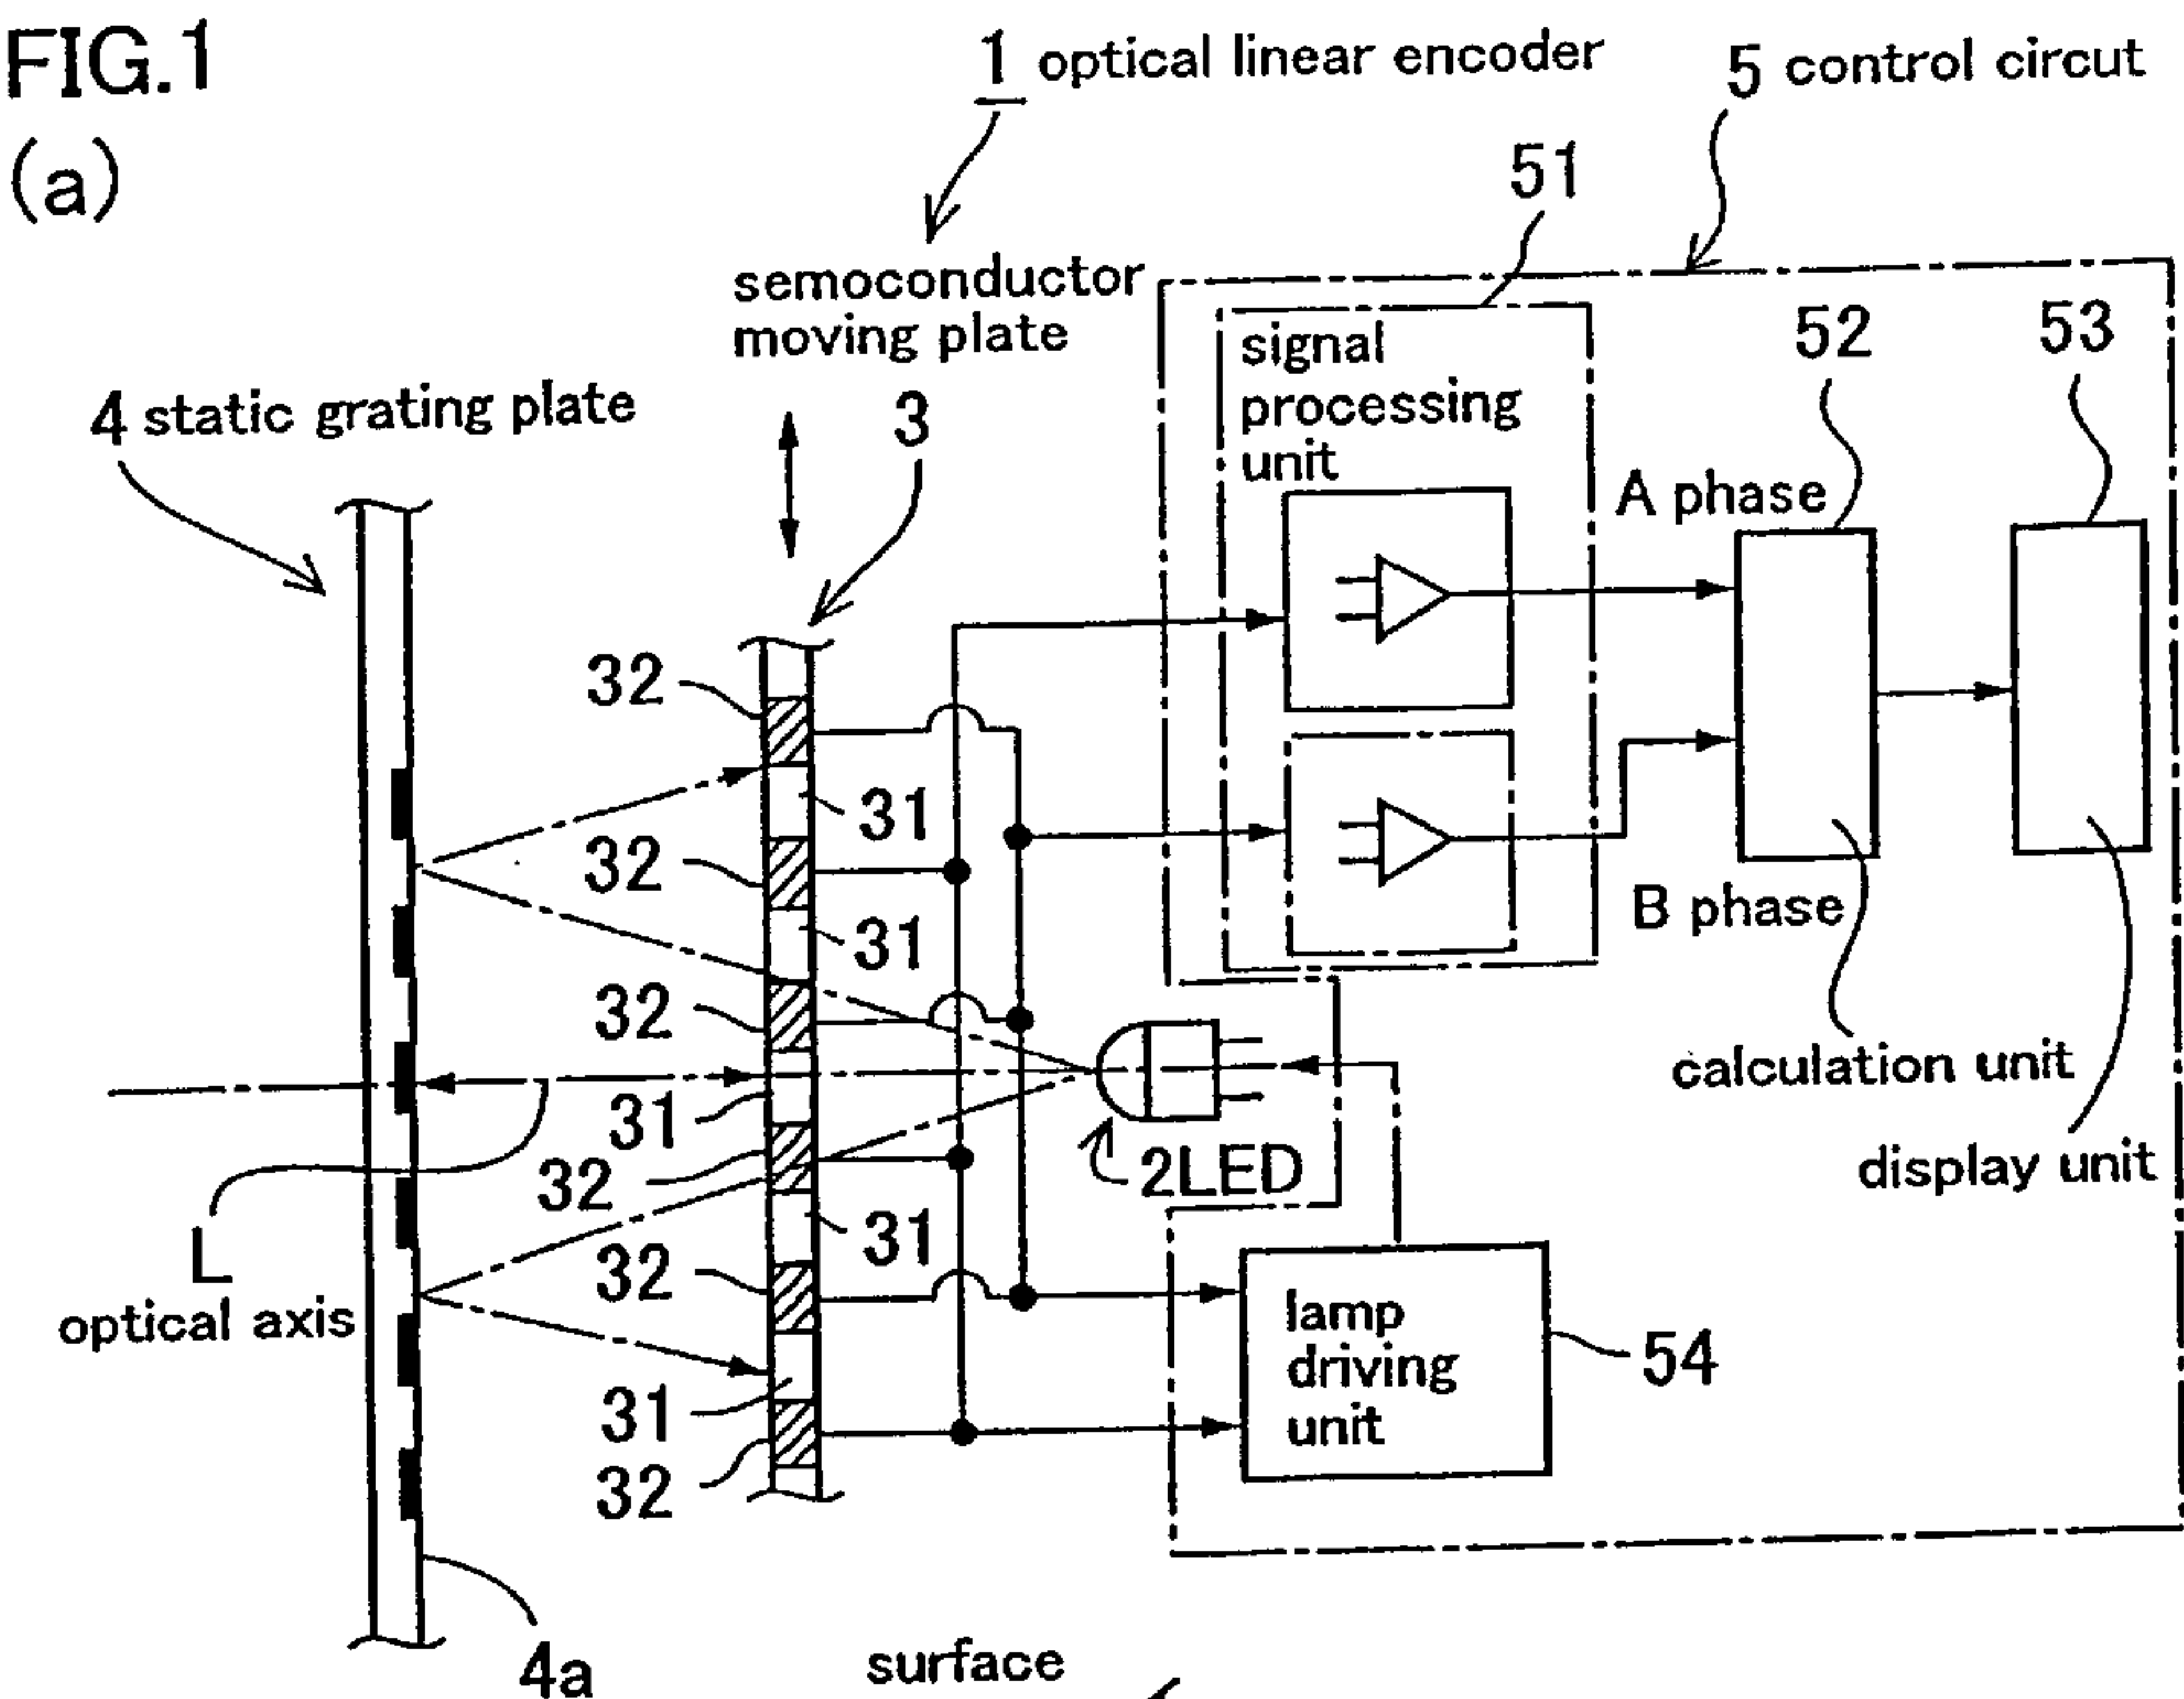 FIG.1
(a)
1 optical linear encoder
5 control circut
51
semoconductor
moving plate
signal
processing
unit
52
53
4 static grating plate
3
A phase
32
31
32
B phase
31
32
calculation unit
31
2LED
32
display unit
31
L
32
optical axis
lamp
driving
unit
54
31
32
4a
surface